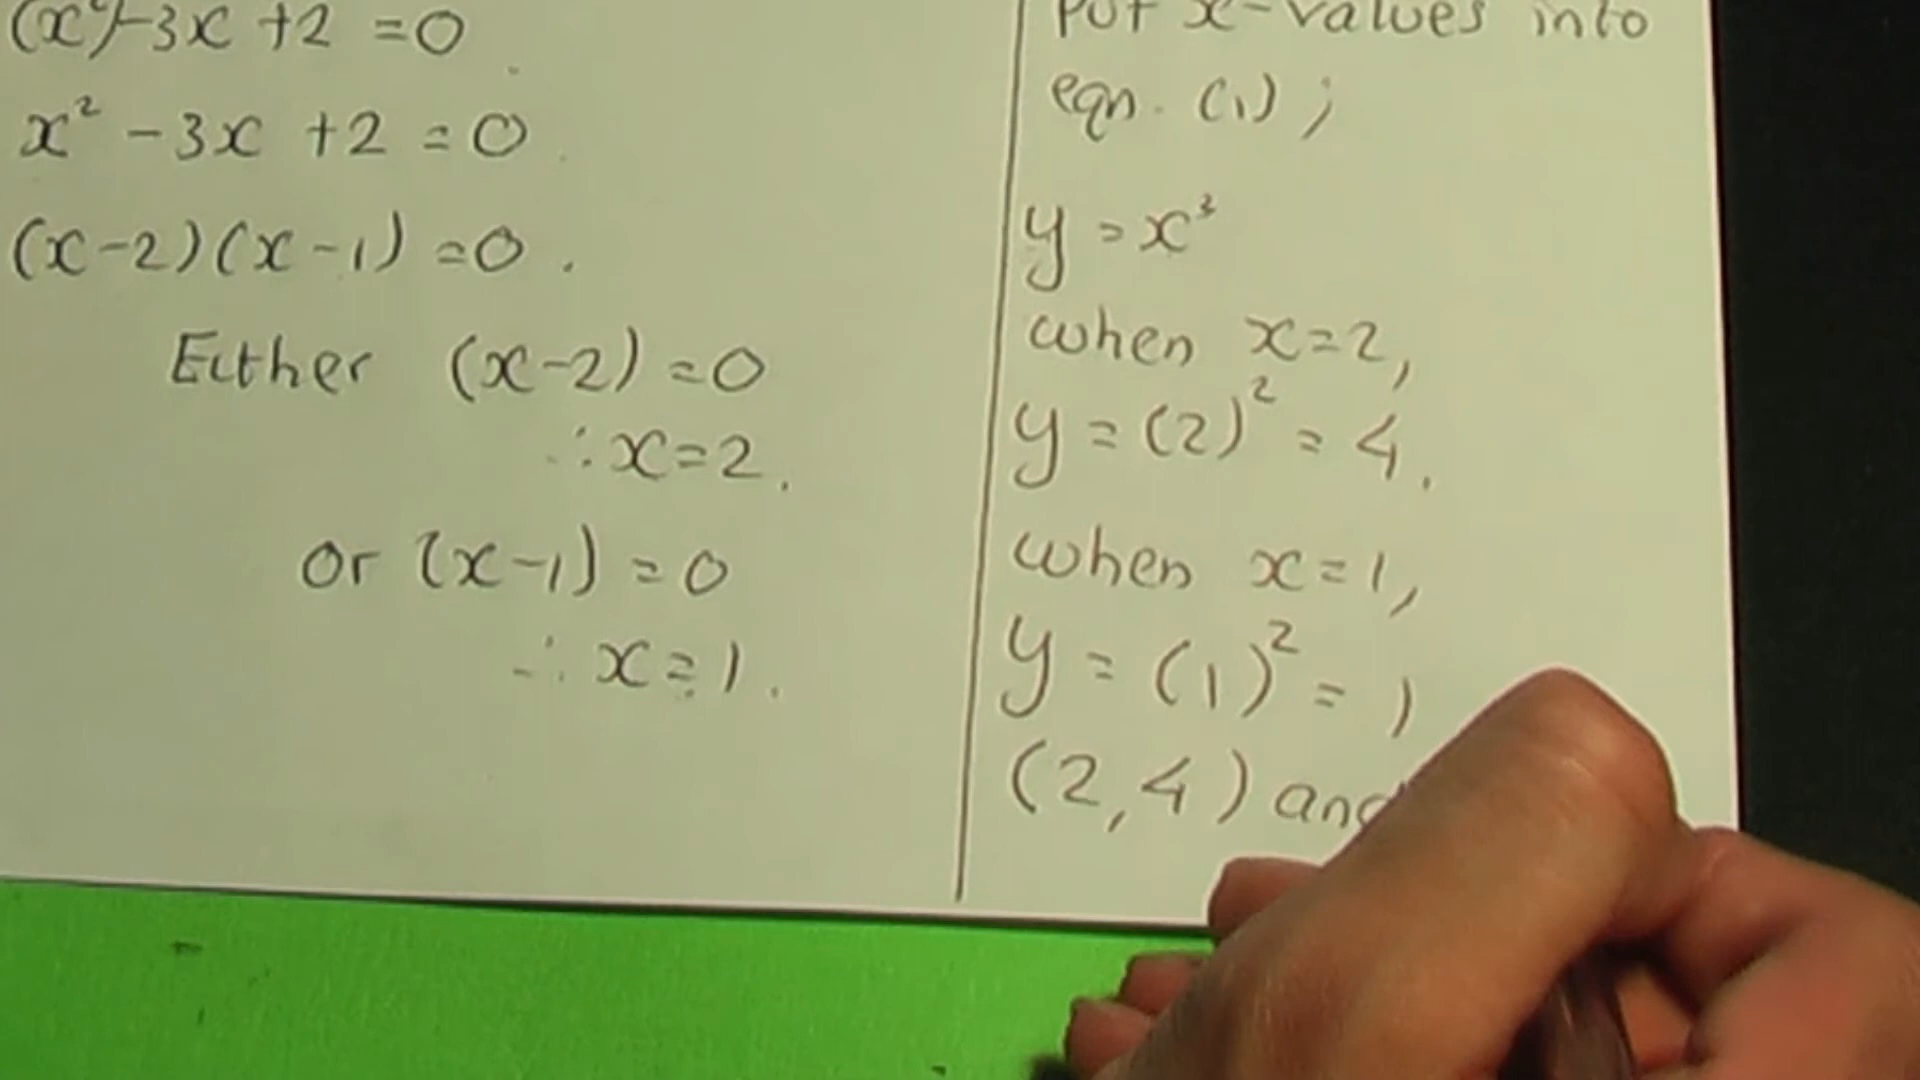 (x²)-3x +2 =0
x² -3x +2 =0
(x-2)(x-1) =0.
Either (x-2) =0
∴x=2.
or (x-1) =0
∴ x=1.
Put x-values into
eqn. (1) ;
y =x²
when x=2,
y = (2)² = 4.
when x=1,
y = (1)² = 1
(2,4) and